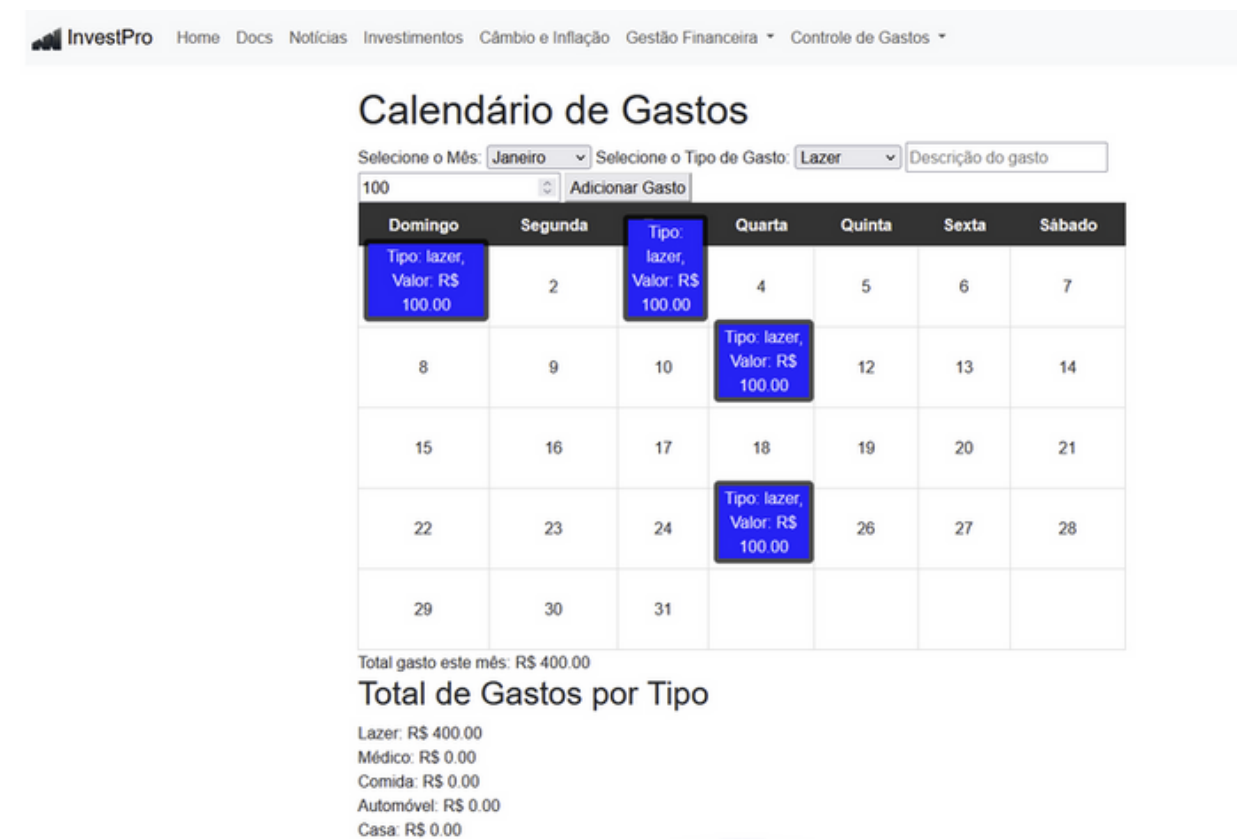 InvestPro Home Docs Notícias Investimentos Câmbio e Inflação Gestão Financeira Controle de Gastos
Calendário de Gastos
Selecione o Mês: Janeiro Selecione o Tipo de Gasto: Lazer Descrição do gasto
100 Adicionar Gasto
Domingo Segunda Quarta Quinta Sexta Sábado
Tipo: lazer, Valor: R$ 100.00 2 Tipo: lazer, Valor: R$ 100.00 4 5 6 7
8 9 10 Tipo: lazer, Valor: R$ 100.00 12 13 14
15 16 17 18 19 20 21
22 23 24 Tipo: lazer, Valor: R$ 100.00 26 27 28
29 30 31
Total gasto este mês: R$ 400.00
Total de Gastos por Tipo
Lazer: R$ 400.00
Médico: R$ 0.00
Comida: R$ 0.00
Automóvel: R$ 0.00
Casa: R$ 0.00